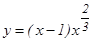 y = (x − 1)x^{2/3}